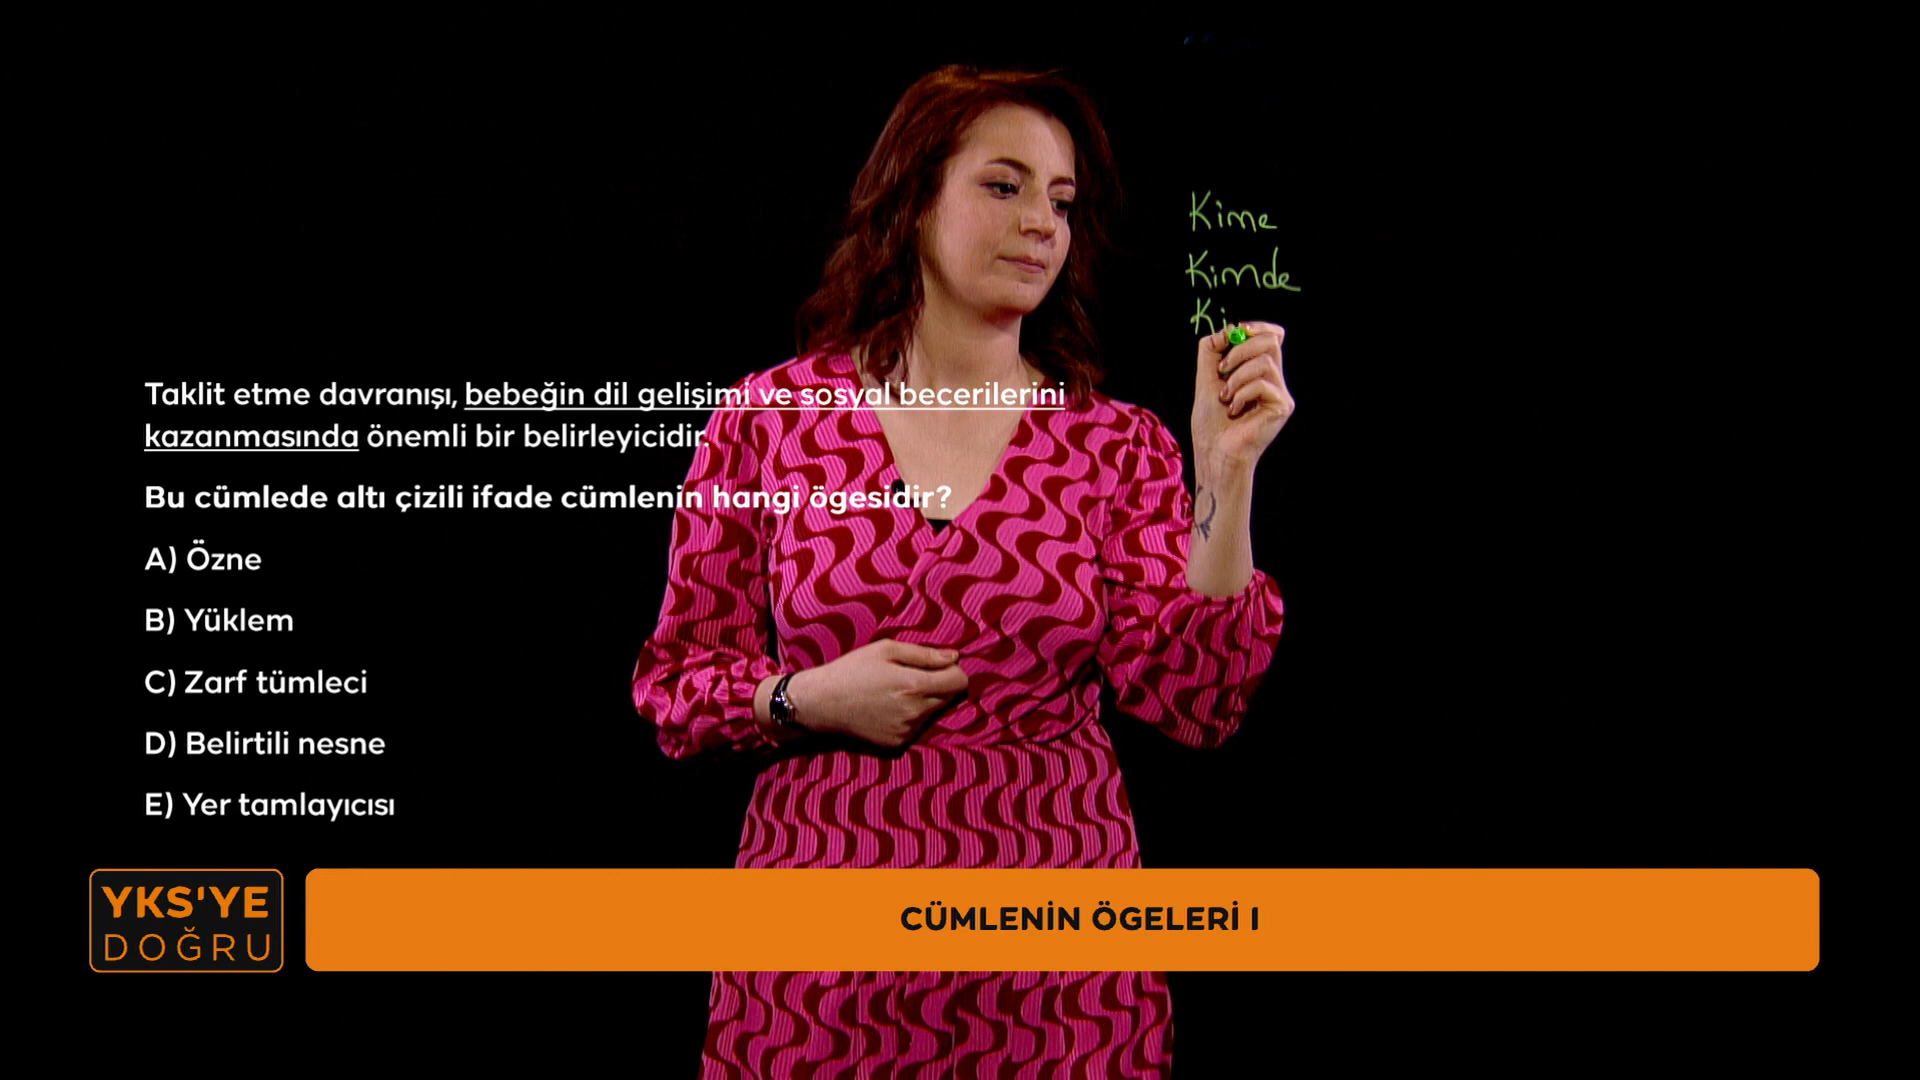 Kime
Kimde
Ki
Taklit etme davranışı, bebeğin dil gelişimi ve sosyal becerilerini
kazanmasında önemli bir belirleyicidir.
Bu cümlede altı çizili ifade cümlenin hangi ögesidir?
A) Özne
B) Yüklem
C) Zarf tümleci
D) Belirtili nesne
E) Yer tamlayıcısı
YKS'YE
DOĞRU
CÜMLENİN ÖGELERİ I